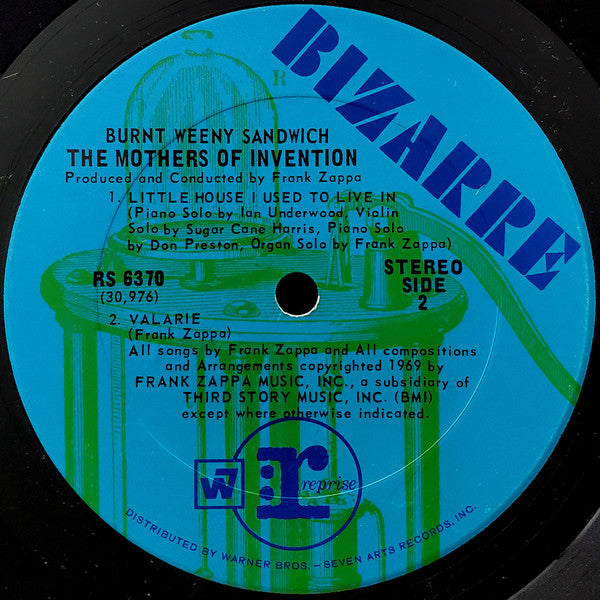 BIZARRE
BURNT WEENY SANDWICH
THE MOTHERS OF INVENTION
Produced and Conducted by Frank Zappa
1. LITTLE HOUSE I USED TO LIVE IN
(Piano Solo by Ian Underwood, Violin
Solo by Sugar Cane Harris, Piano Solo
by Don Preston, Organ Solo by Frank Zappa)
RS 6370
(30,976)
STEREO
SIDE
2
2. VALARIE
(Frank Zappa)
All songs by Frank Zappa and All compositions
and Arrangements copyrighted 1969 by
FRANK ZAPPA MUSIC, INC., a subsidiary of
THIRD STORY MUSIC, INC. (BMI)
except where otherwise indicated.
W7
:r
reprise
DISTRIBUTED BY WARNER BROS. – SEVEN ARTS RECORDS, INC.
C
R